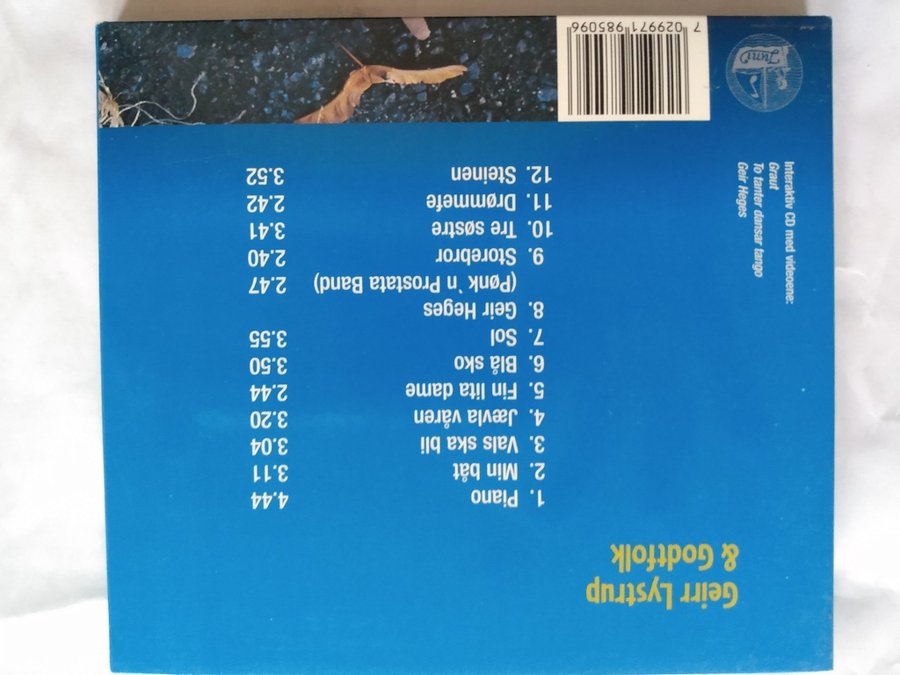 Geirr Lystrup
& Godtfolk
1. Piano 4.44
2. Min båt 3.11
3. Vals ska bli 3.04
4. Jævla våren 3.20
5. Fin lita dame 2.44
6. Blå sko 3.50
7. Sol 3.55
8. Geir Heges
(Pønk`n Prostata Band) 2.47
9. Storebror 2.40
10. Tre søstre 3.41
11. Drømmefe 2.42
12. Steinen 3.52
Interaktiv CD med videoene:
Graut
To tanter dansar tango
Geir Heges
Juni
7 029971 985096